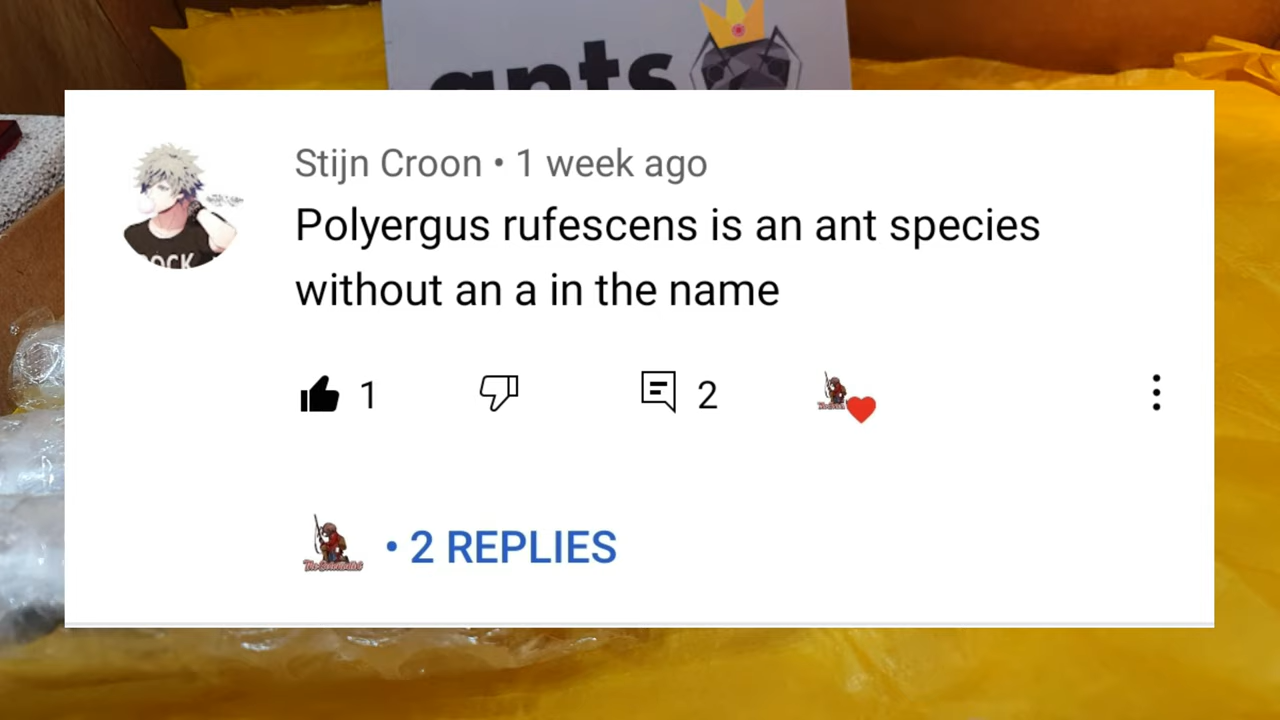 ants
Stijn Croon • 1 week ago
Polyergus rufescens is an ant species
without an a in the name
1
2
• 2 REPLIES